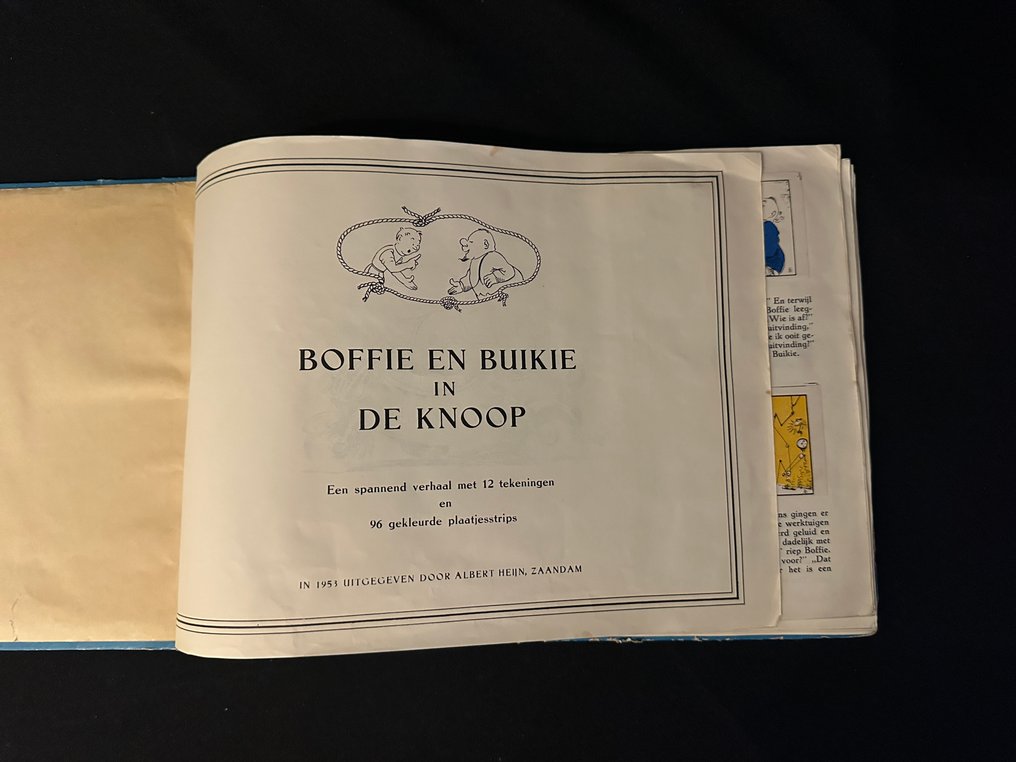 BOFFIE EN BUIKIE
IN
DE KNOOP
Een spannend verhaal met 12 tekeningen
en
96 gekleurde plaatjesstrips
IN 1953 UITGEGEVEN DOOR ALBERT HEIJN, ZAANDAM
" En terwijl
Boffie leeg-
Wie is af!"
uitvinding,"
e ik ooit ge-
uitvinding!"
Buikie.
ns gingen er
e werktuigen
rd geluid en
dadelijk met
" riep Boffie.
voor?" „Dat
r het is een